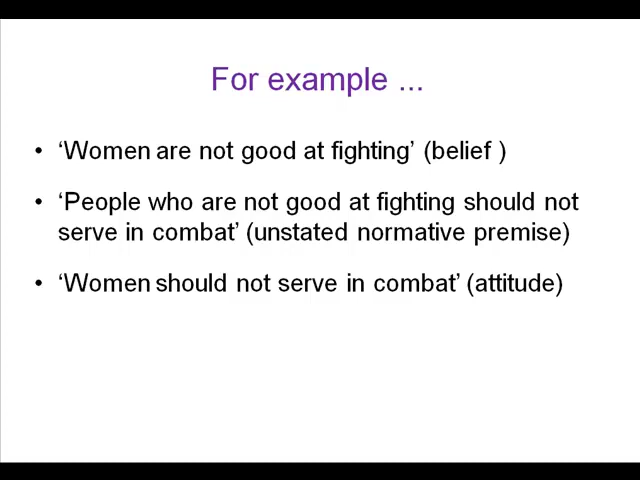 For example ...
• ‘Women are not good at fighting’ (belief )
• ‘People who are not good at fighting should not
serve in combat’ (unstated normative premise)
• ‘Women should not serve in combat’ (attitude)